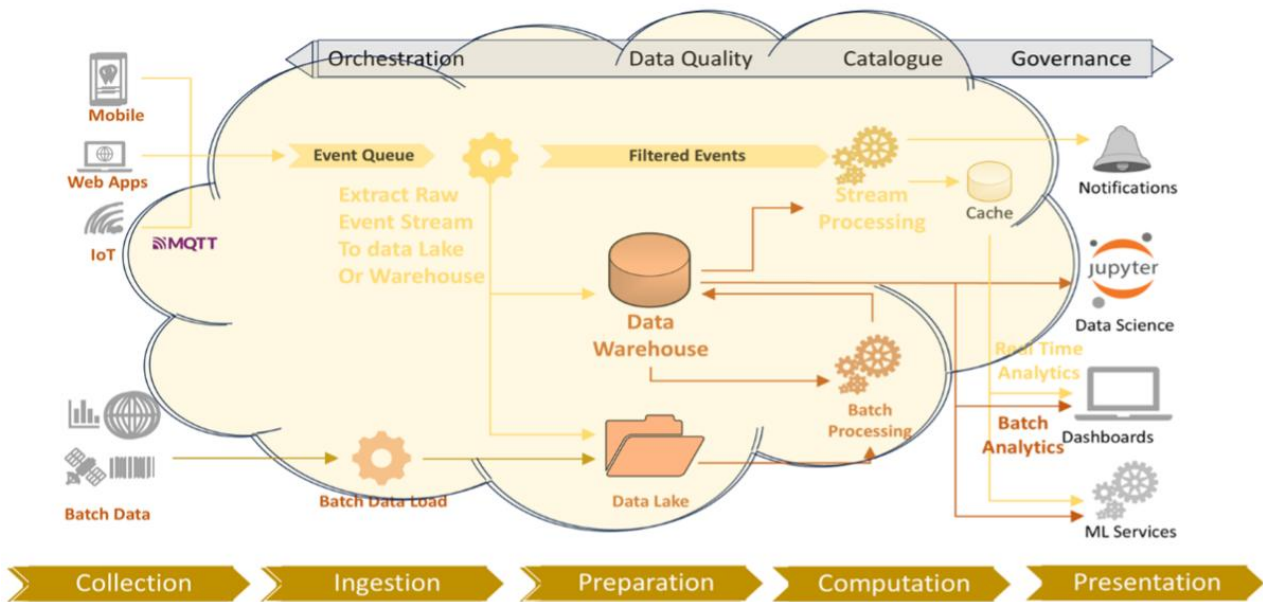 Orchestration Data Quality Catalogue Governance
Mobile
Web Apps
IoT
MQTT
Event Queue
Filtered Events
Extract Raw
Event Stream
To data Lake
Or Warehouse
Stream
Processing
Cache
Notifications
jupyter
Data Science
Data
Warehouse
Real Time
Analytics
Batch
Processing
Batch
Analytics
Dashboards
Batch Data
Batch Data Load
Data Lake
ML Services
Collection Ingestion Preparation Computation Presentation